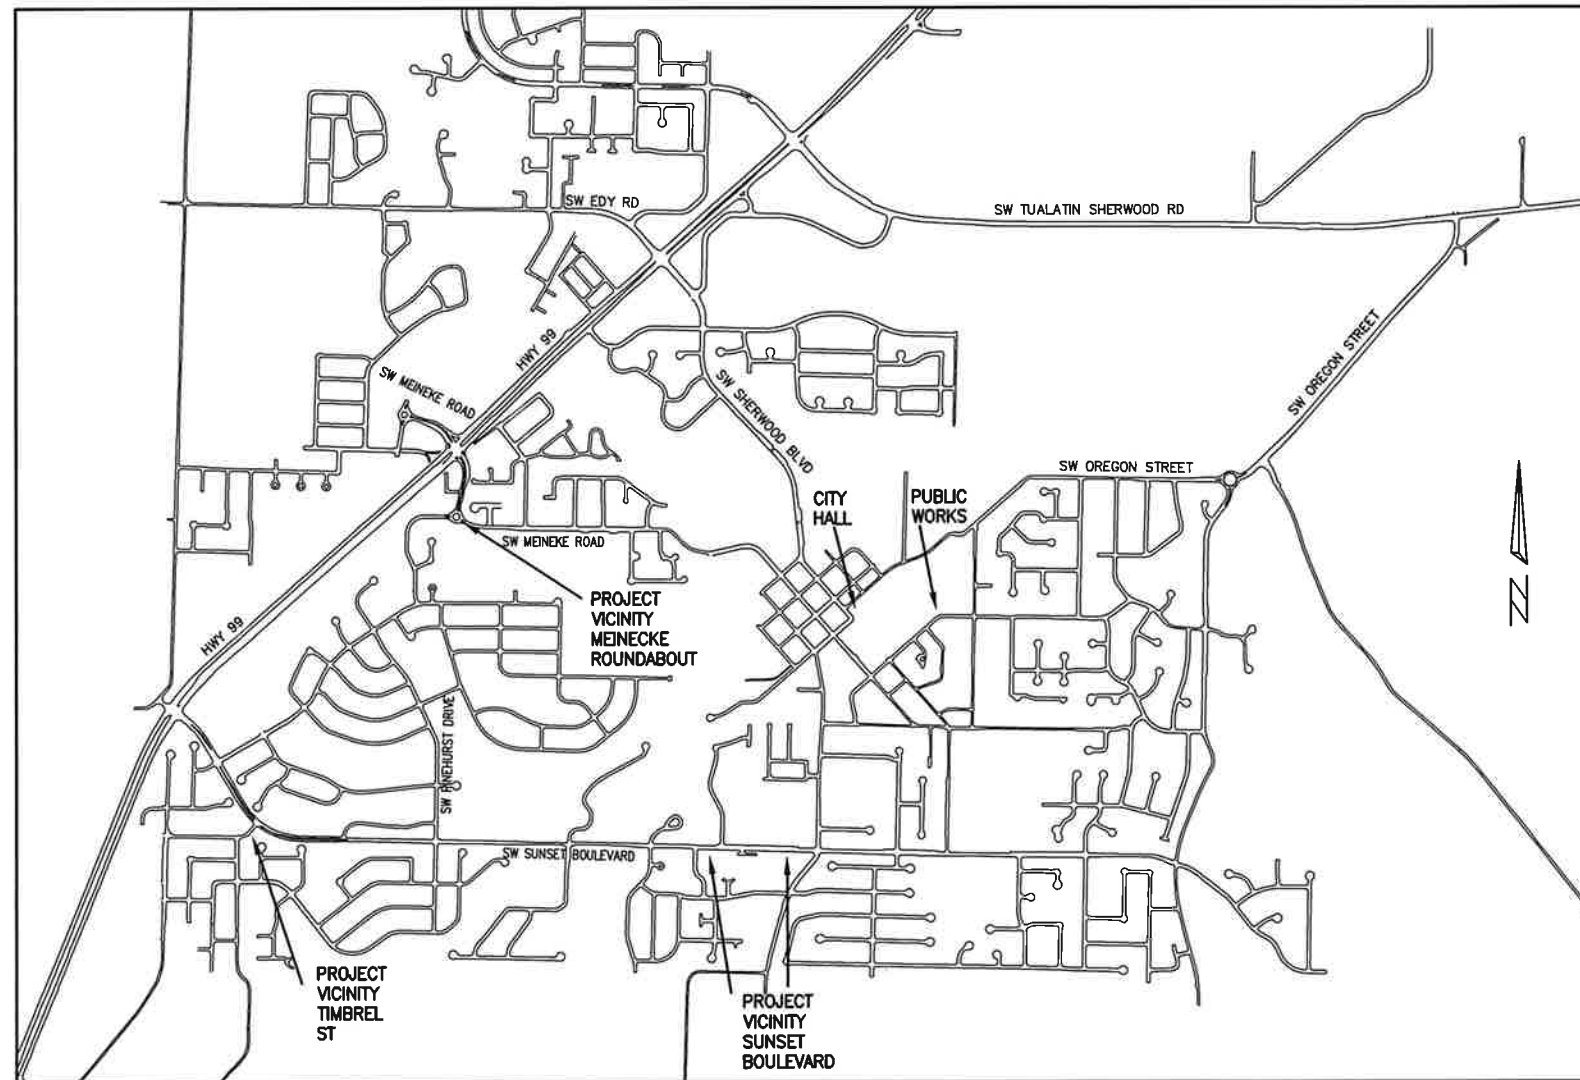 SW EDY RD
SW TUALATIN SHERWOOD RD
HWY 99
SW OREGON STREET
SW MEINEKE ROAD
SW SHERWOOD BLVD
SW OREGON STREET
CITY
HALL
PUBLIC
WORKS
SW MEINEKE ROAD
PROJECT
VICINITY
MEINECKE
ROUNDABOUT
HWY 99
N
SW PINEHURST DRIVE
SW SUNSET BOULEVARD
PROJECT
VICINITY
TIMBREL
ST
PROJECT
VICINITY
SUNSET
BOULEVARD